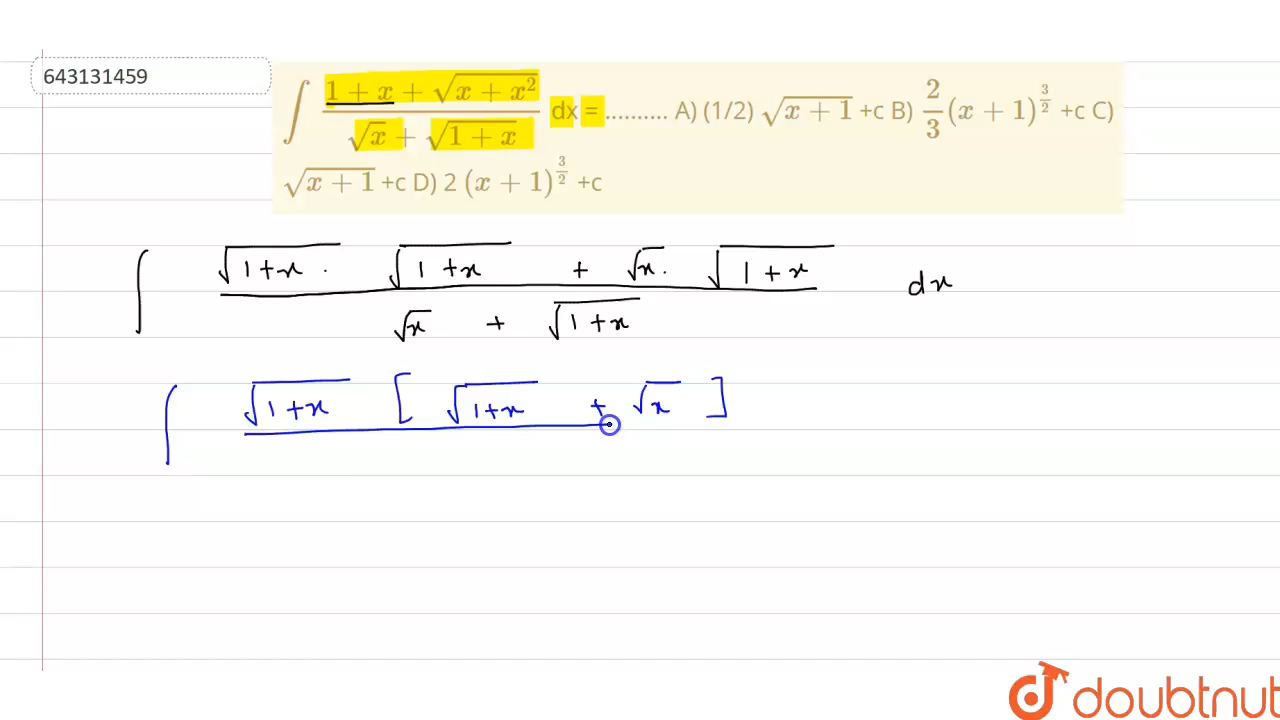 643131459
∫ (1 + x + √(x + x²)) / (√x + √(1 + x)) dx = .......... A) (1/2) √(x + 1) +c B) 2/3 (x + 1)^(3/2) +c C)
√(x + 1) +c D) 2 (x + 1)^(3/2) +c
∫ (√(1+x) . √(1+x) + √x . √(1+x)) / (√x + √(1+x)) dx
∫ √(1+x) [ √(1+x) + √x ]
doubtnut